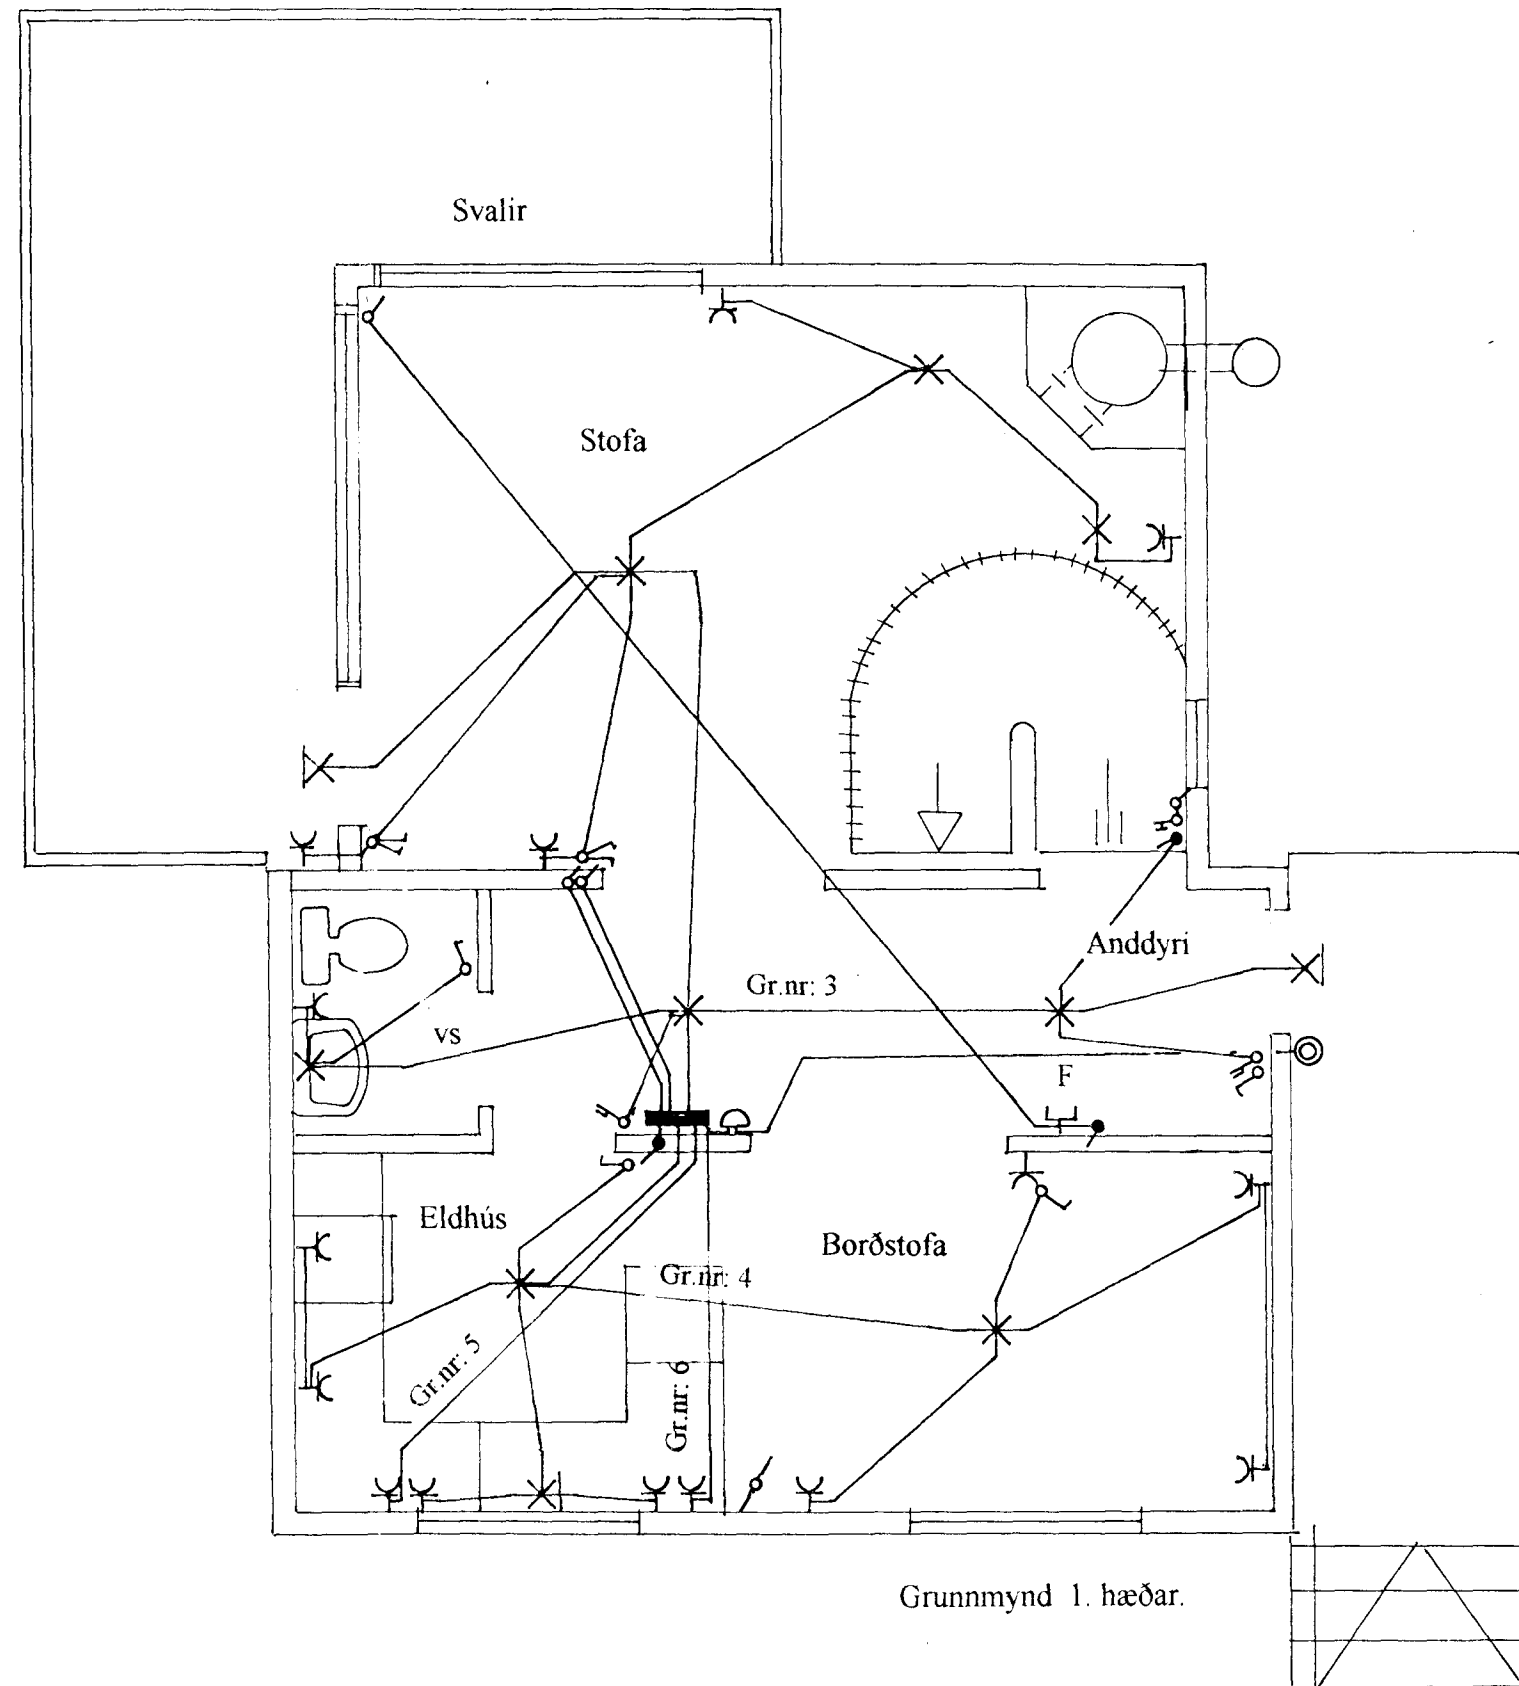 Svalir
Stofa
Anddyri
Gr.nr: 3
vs
F
Eldhús
Borðstofa
Gr.nr: 4
Gr.nr: 5
Gr.nr: 6
Grunnmynd 1. hæðar.